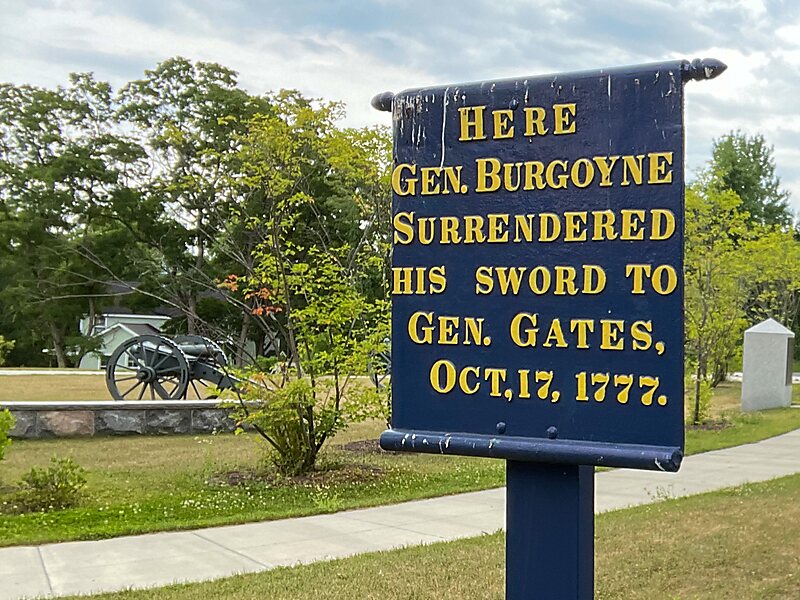 HERE
GEN. BURGOYNE
SURRENDERED
HIS SWORD TO
GEN. GATES,
OCT, 17, 1777.